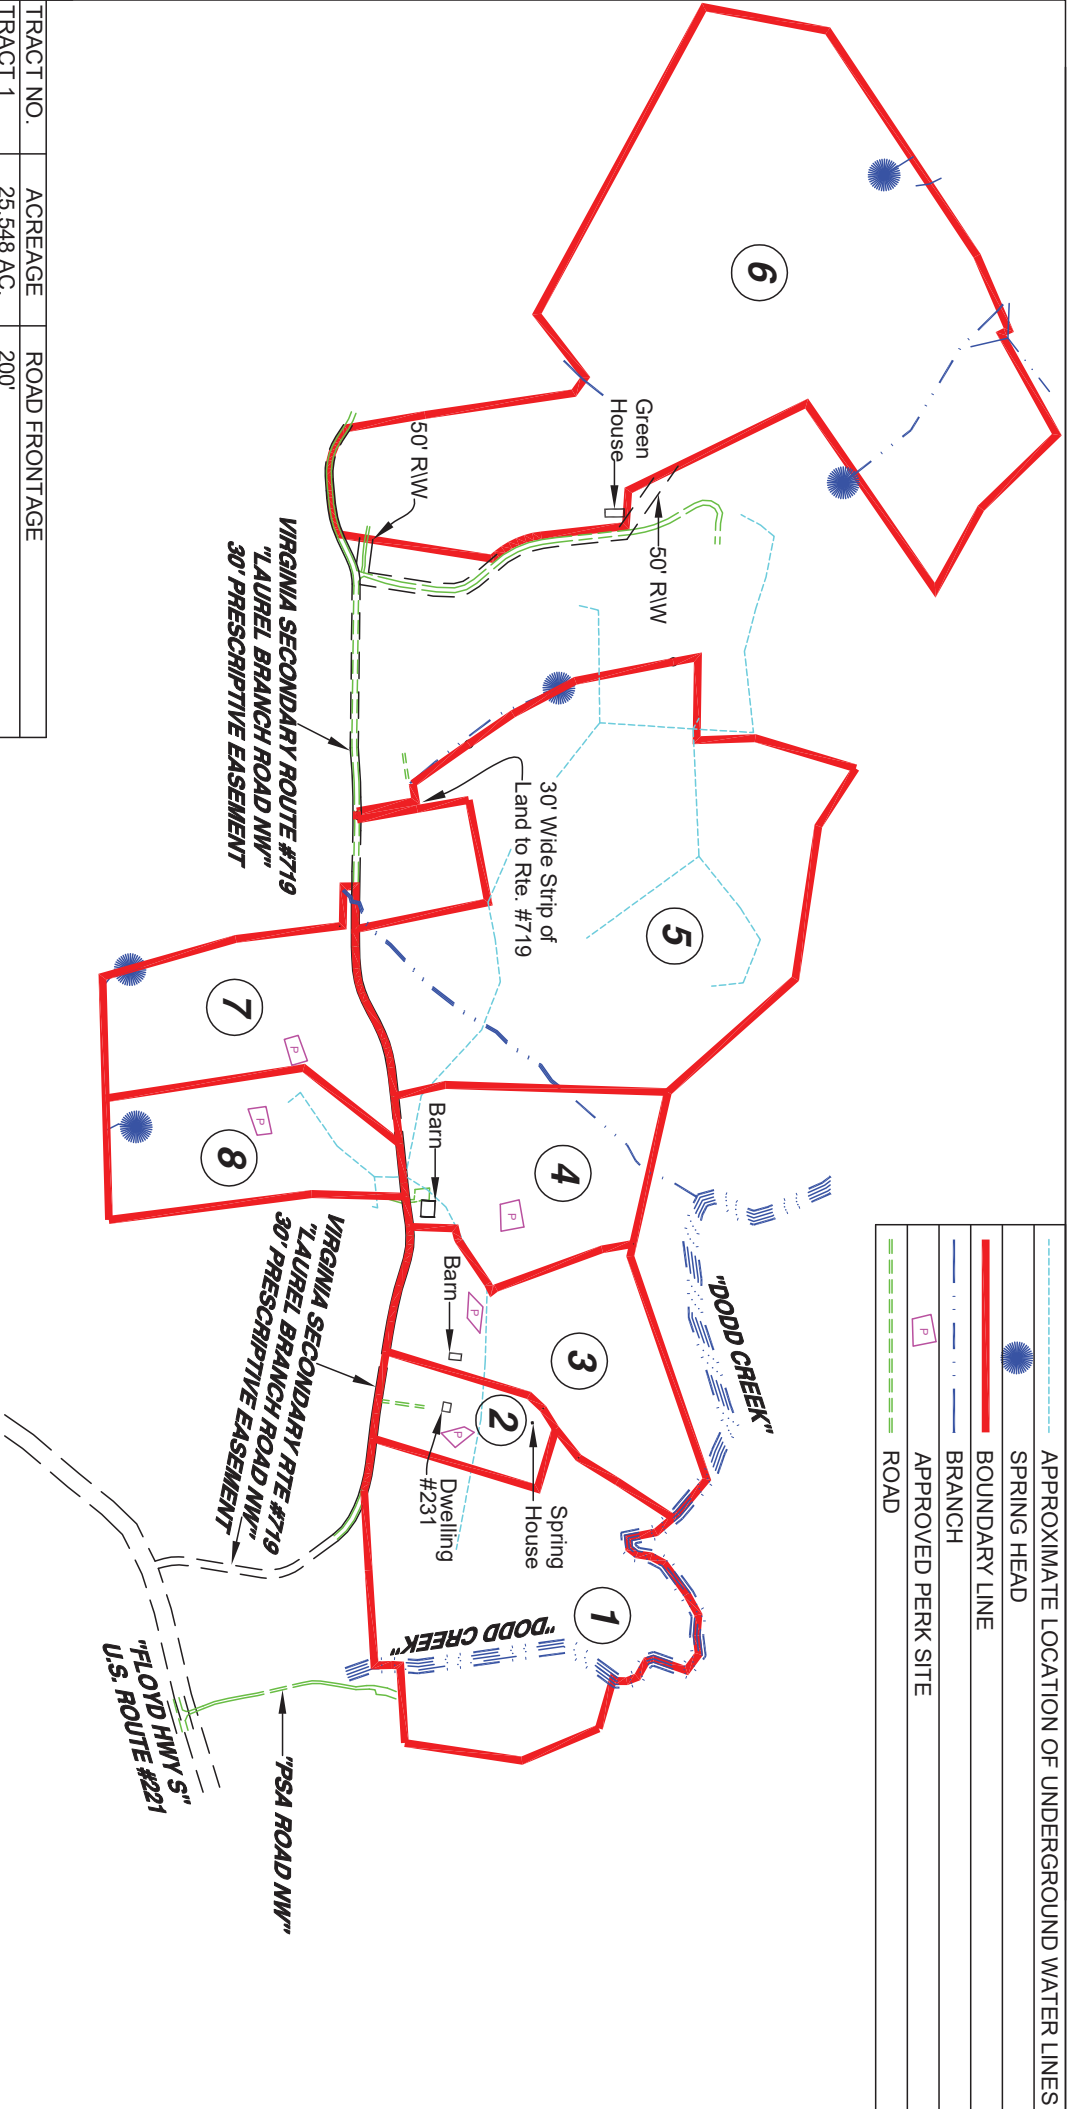 APPROXIMATE LOCATION OF UNDERGROUND WATER LINES
SPRING HEAD
BOUNDARY LINE
BRANCH
P
APPROVED PERK SITE
ROAD
6
Green
House
50' R\W
50' R\W
VIRGINIA SECONDARY ROUTE #719
"LAUREL BRANCH ROAD NW"
30' PRESCRIPTIVE EASEMENT
30' Wide Strip of
Land to Rte. #719
5
7
P
8
P
4
P
Barn
"DODD CREEK"
3
P
Barn
2
P
Dwelling
#231
Spring
House
1
"DODD CREEK"
VIRGINIA SECONDARY RTE #719
"LAUREL BRANCH ROAD NW"
30' PRESCRIPTIVE EASEMENT
"PSA ROAD NW"
"FLOYD HWY S"
U.S. ROUTE #221
TRACT NO. ACREAGE ROAD FRONTAGE
TRACT 1 25.548 AC. 200'